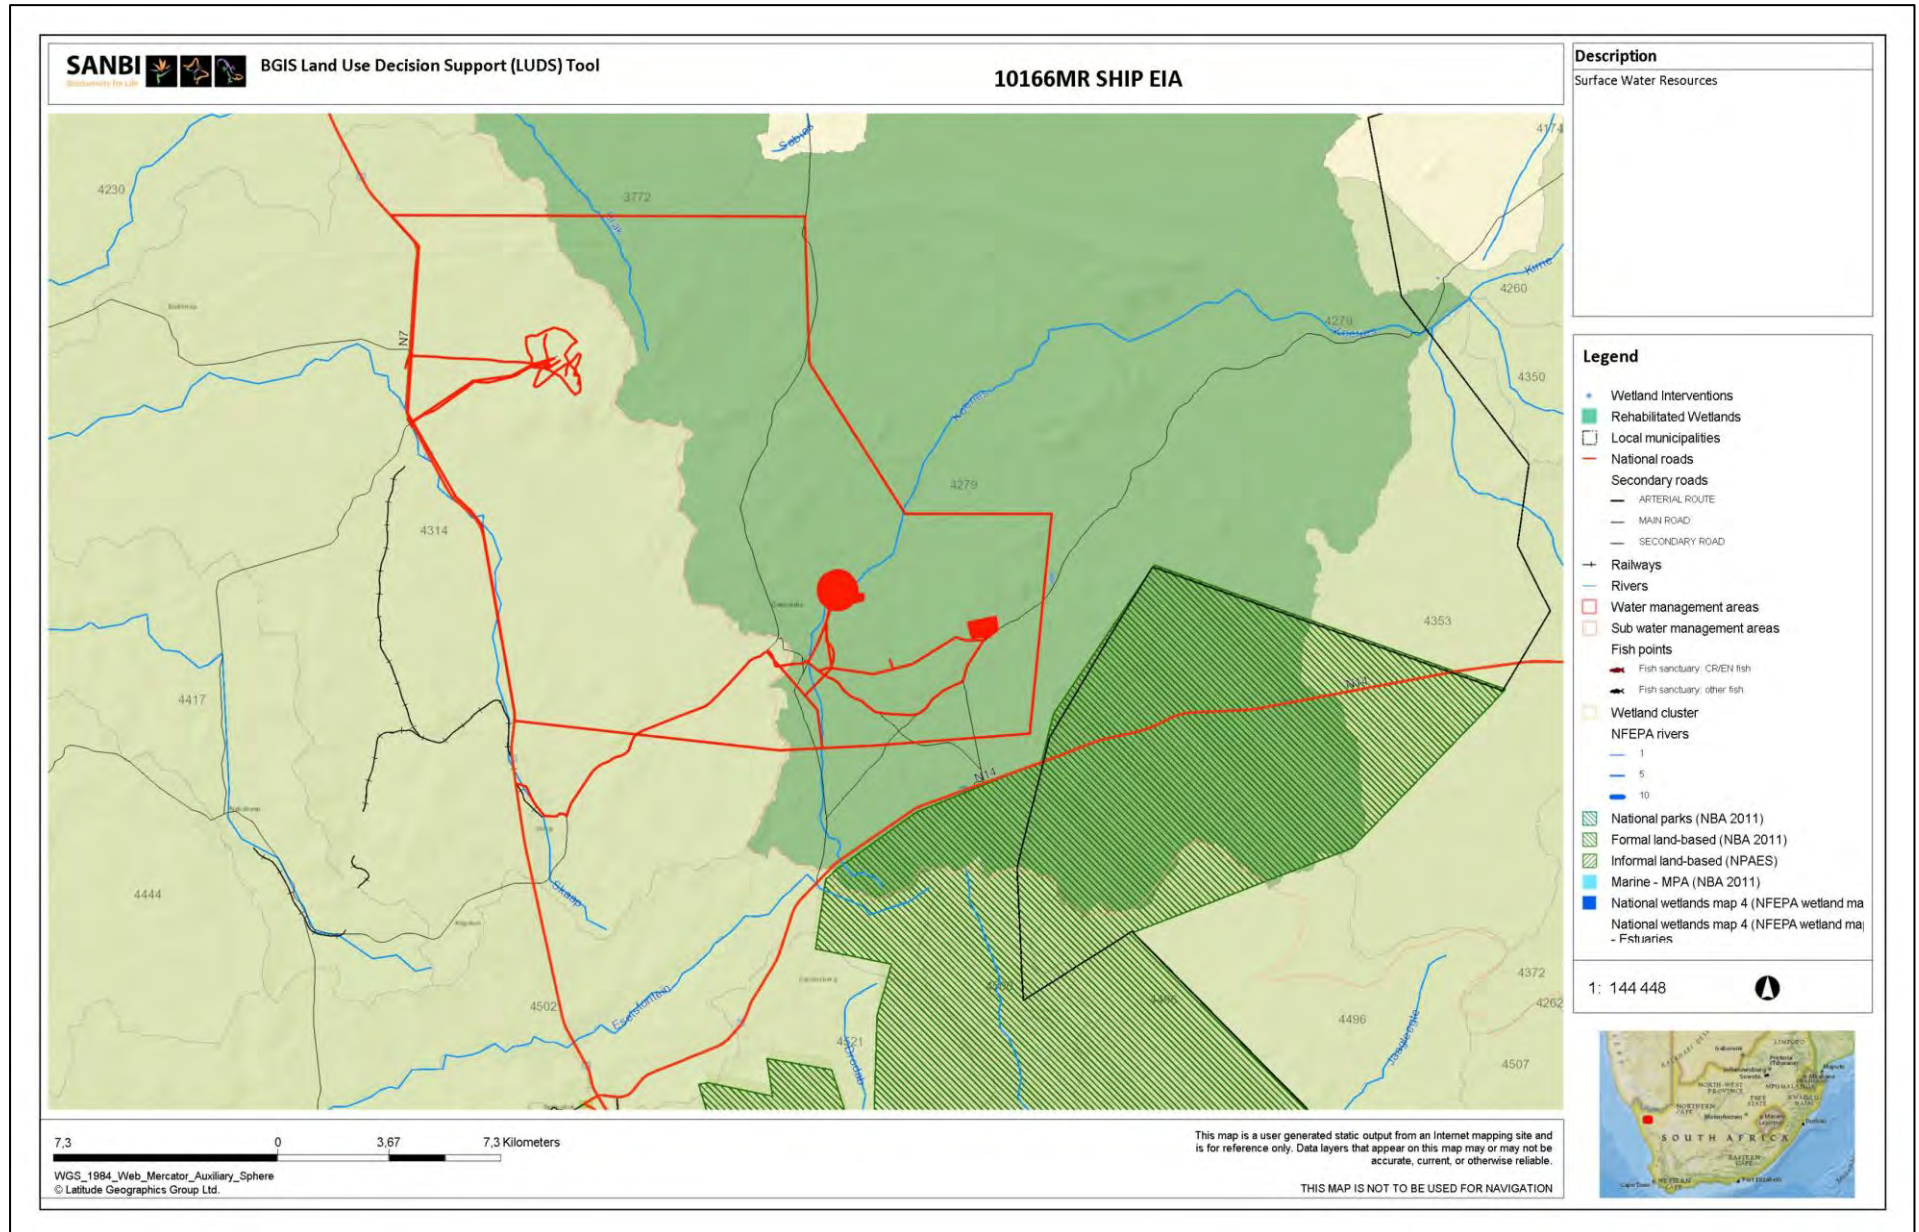 SANBI
Biodiversity for Life
BGIS Land Use Decision Support (LUDS) Tool
10166MR SHIP EIA
Description
Surface Water Resources
4174
Sabies
4230
3772
Kirne
4260
4279
N7
4350
4279
4314
4353
4417
N14
N14
4444
Skaap
4372
4262
4502
Eselsfontein
4496
4521
Drodab
Jaagleegte
4507
Legend
Wetland Interventions
Rehabilitated Wetlands
Local municipalities
National roads
Secondary roads
ARTERIAL ROUTE
MAIN ROAD
SECONDARY ROAD
Railways
Rivers
Water management areas
Sub water management areas
Fish points
Fish sanctuary: CR/EN fish
Fish sanctuary: other fish
Wetland cluster
NFEPA rivers
1
5
10
National parks (NBA 2011)
Formal land-based (NBA 2011)
Informal land-based (NPAES)
Marine - MPA (NBA 2011)
National wetlands map 4 (NFEPA wetland ma
National wetlands map 4 (NFEPA wetland ma
- Estuaries
1: 144 448
SOUTH AFRICA
7,3 0 3,67 7,3 Kilometers
WGS_1984_Web_Mercator_Auxiliary_Sphere
© Latitude Geographics Group Ltd.
This map is a user generated static output from an Internet mapping site and
is for reference only. Data layers that appear on this map may or may not be
accurate, current, or otherwise reliable.
THIS MAP IS NOT TO BE USED FOR NAVIGATION